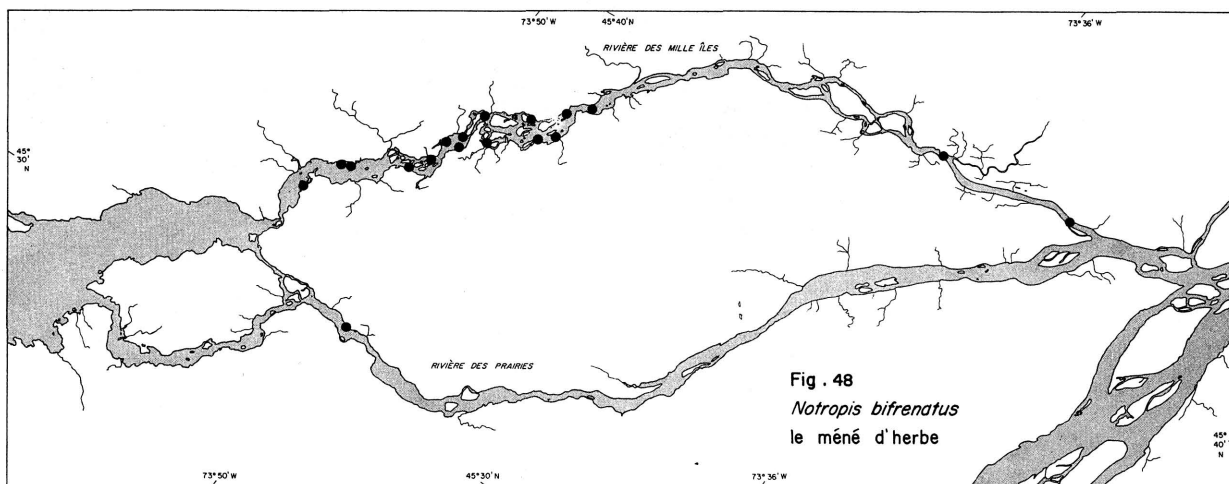 73° 50' W
45° 40' N
73° 36' W
RIVIÈRE DES MILLE ÎLES
45°
30'
N
RIVIÈRE DES PRAIRIES
Fig. 48
Notropis bifrenatus
le méné d'herbe
45°
40'
N
73° 50' W
45° 30' N
73° 36' W